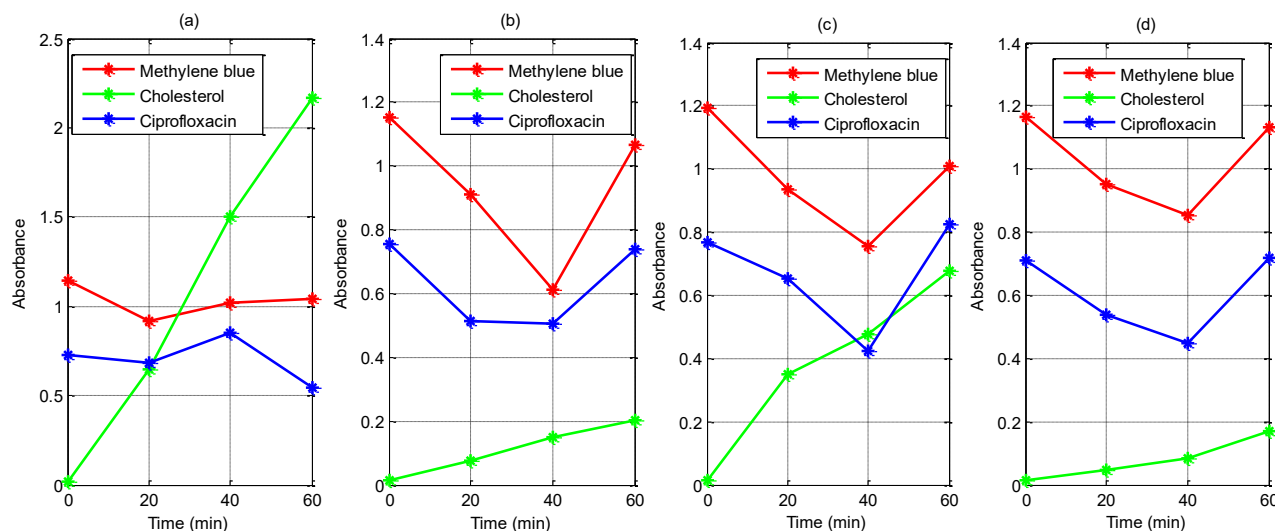 (a)
2.5
2
1.5
1
0.5
0
0
20
40
60
Absorbance
Time (min)
Methylene blue
Cholesterol
Ciprofloxacin
(b)
1.4
1.2
1
0.8
0.6
0.4
0.2
0
0
20
40
60
Absorbance
Time (min)
Methylene blue
Cholesterol
Ciprofloxacin
(c)
1.4
1.2
1
0.8
0.6
0.4
0.2
0
0
20
40
60
Absorbance
Time (min)
Methylene blue
Cholesterol
Ciprofloxacin
(d)
1.4
1.2
1
0.8
0.6
0.4
0.2
0
0
20
40
60
Absorbance
Time (min)
Methylene blue
Cholesterol
Ciprofloxacin